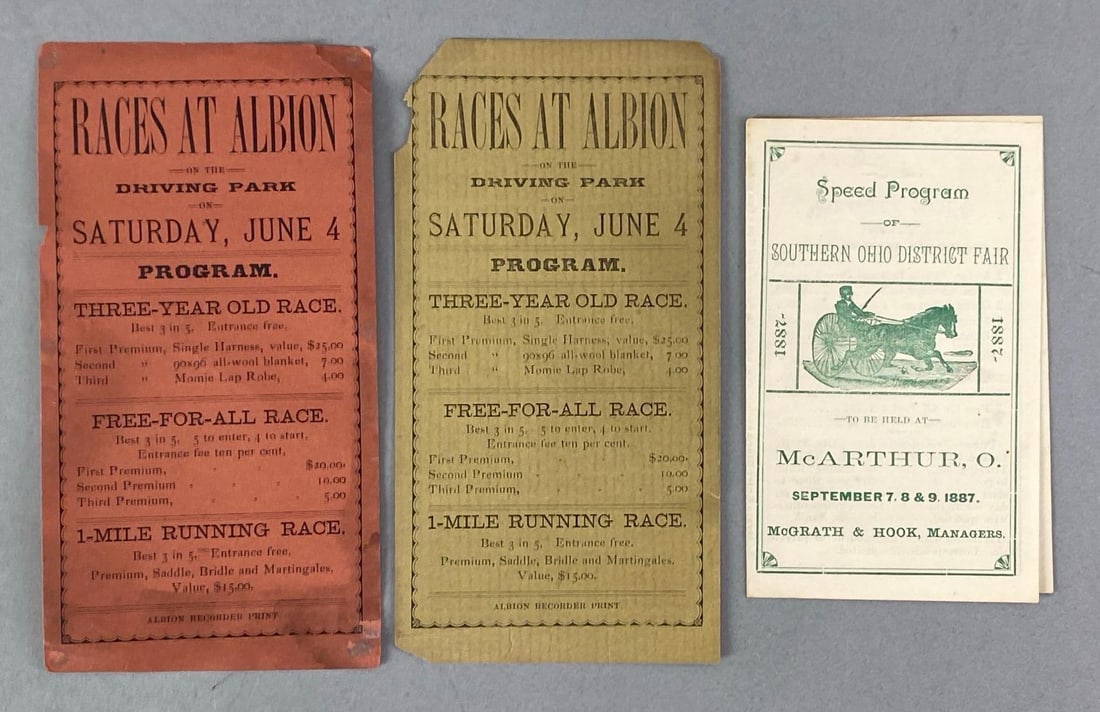 RACES AT ALBION
ON THE
DRIVING PARK
ON
SATURDAY, JUNE 4
PROGRAM.
THREE-YEAR OLD RACE.
Best 3 in 5. Entrance free.
First Premium, Single Harness, value, $25.00
Second " 90x96 all-wool blanket, 7.00
Third " Momie Lap Robe, 4.00
FREE-FOR-ALL RACE.
Best 3 in 5. 5 to enter, 4 to start.
Entrance fee ten per cent.
First Premium, $20.00.
Second Premium 10.00
Third Premium, 5.00
1-MILE RUNNING RACE.
Best 3 in 5. Entrance free.
Premium, Saddle, Bridle and Martingales,
Value, $15.00.
ALBION RECORDER PRINT
RACES AT ALBION
ON THE
DRIVING PARK
ON
SATURDAY, JUNE 4
PROGRAM.
THREE-YEAR OLD RACE.
Best 3 in 5. Entrance free.
First Premium, Single Harness, value, $25.00
Second " 90x96 all-wool blanket, 7.00
Third " Momie Lap Robe, 4.00
FREE-FOR-ALL RACE.
Best 3 in 5. 5 to enter, 4 to start.
Entrance fee ten per cent.
First Premium, $20.00.
Second Premium 10.00
Third Premium, 5.00
1-MILE RUNNING RACE.
Best 3 in 5. Entrance free.
Premium, Saddle, Bridle and Martingales,
Value, $15.00.
ALBION RECORDER PRINT
Speed Program
OF
SOUTHERN OHIO DISTRICT FAIR
-1887
1887-
—TO BE HELD AT—
McARTHUR, O.
SEPTEMBER 7, 8 & 9, 1887.
McGRATH & HOOK, MANAGERS.